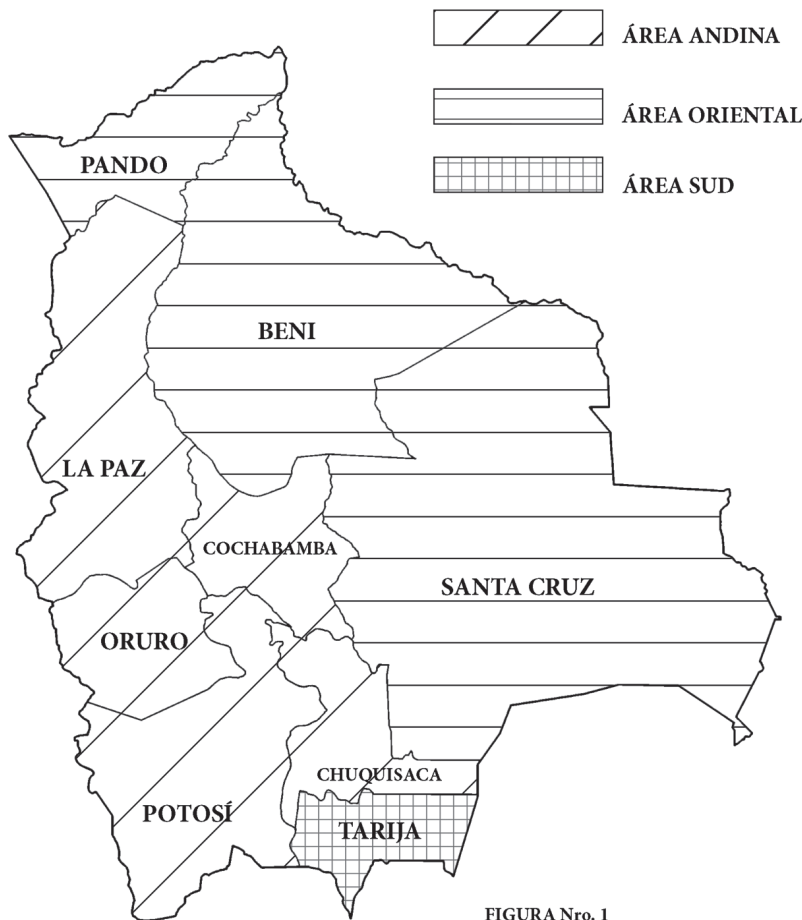 ÁREA ANDINA
ÁREA ORIENTAL
ÁREA SUD
PANDO
BENI
LA PAZ
COCHABAMBA
SANTA CRUZ
ORURO
CHUQUISACA
POTOSÍ
TARIJA
FIGURA Nro. 1